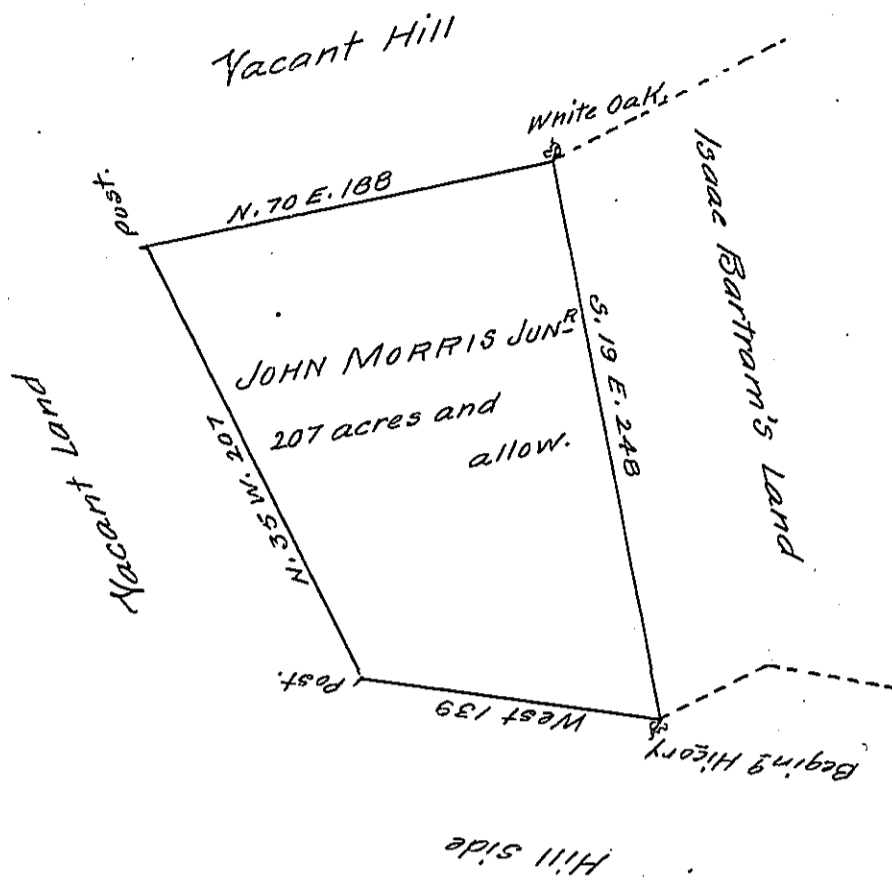 Vacant Hill
White Oak.
post.
N. 70 E. 188
Isaac Bartram's Land
S. 19 E. 248
JOHN MORRIS JUNR
207 acres and
allow.
Vacant Land
N. 35 W. 207
Post.
West 139
Begin.g Hicory
Hill side